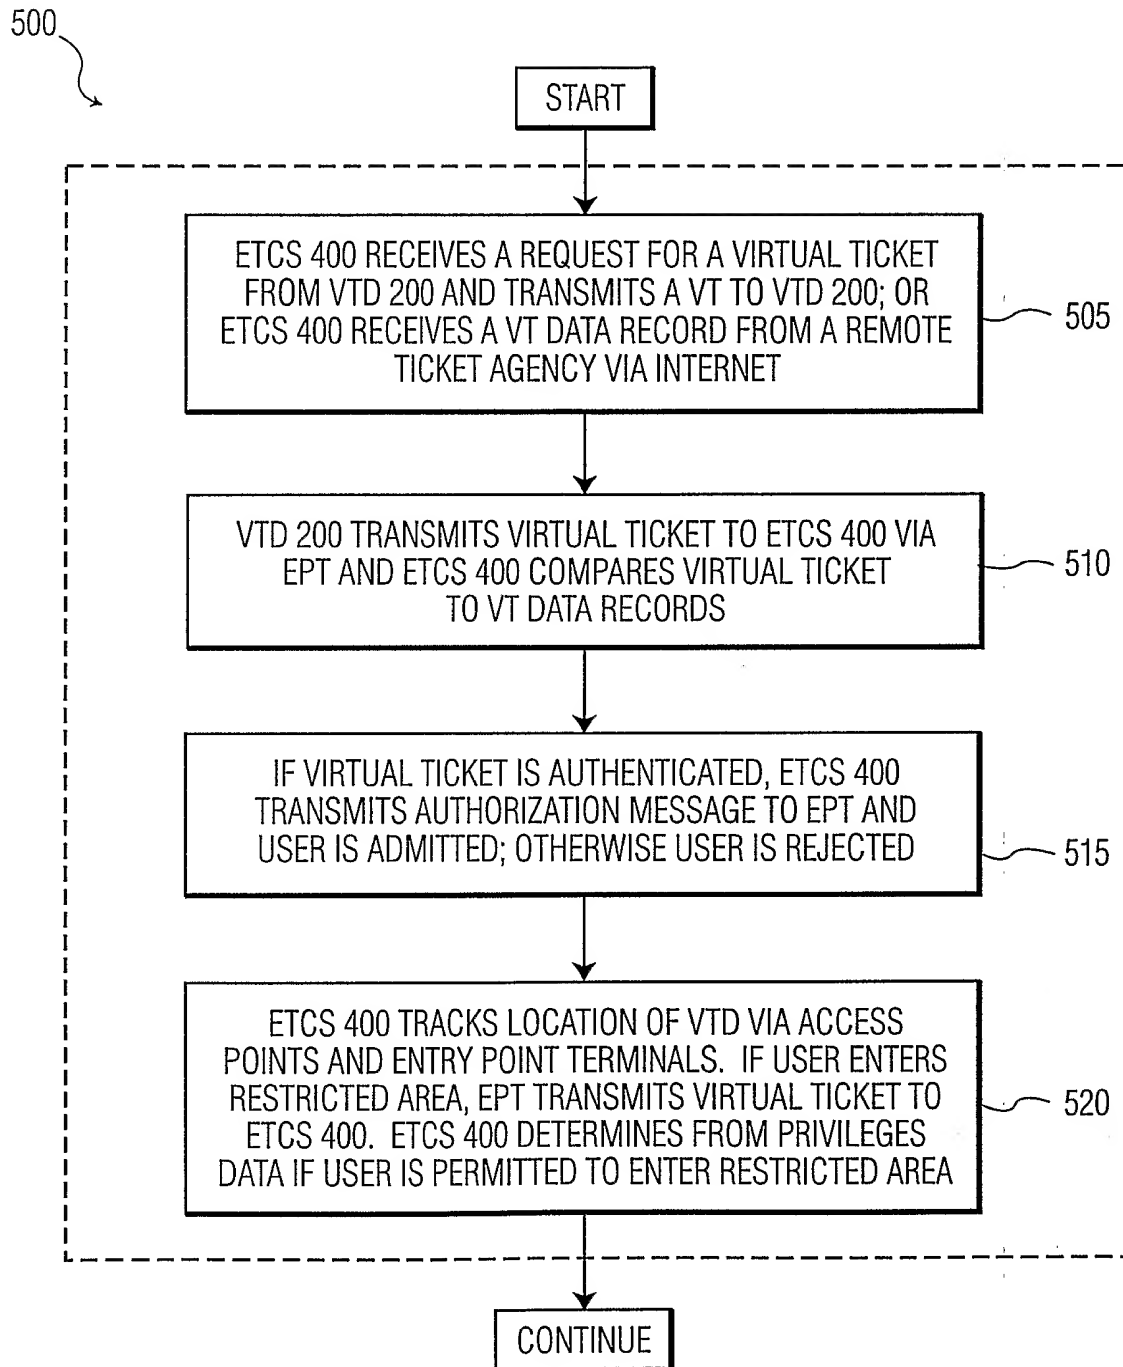 500
START
ETCS 400 RECEIVES A REQUEST FOR A VIRTUAL TICKET
FROM VTD 200 AND TRANSMITS A VT TO VTD 200; OR
ETCS 400 RECEIVES A VT DATA RECORD FROM A REMOTE
TICKET AGENCY VIA INTERNET
505
VTD 200 TRANSMITS VIRTUAL TICKET TO ETCS 400 VIA
EPT AND ETCS 400 COMPARES VIRTUAL TICKET
TO VT DATA RECORDS
510
IF VIRTUAL TICKET IS AUTHENTICATED, ETCS 400
TRANSMITS AUTHORIZATION MESSAGE TO EPT AND
USER IS ADMITTED; OTHERWISE USER IS REJECTED
515
ETCS 400 TRACKS LOCATION OF VTD VIA ACCESS
POINTS AND ENTRY POINT TERMINALS. IF USER ENTERS
RESTRICTED AREA, EPT TRANSMITS VIRTUAL TICKET TO
ETCS 400. ETCS 400 DETERMINES FROM PRIVILEGES
DATA IF USER IS PERMITTED TO ENTER RESTRICTED AREA
520
CONTINUE